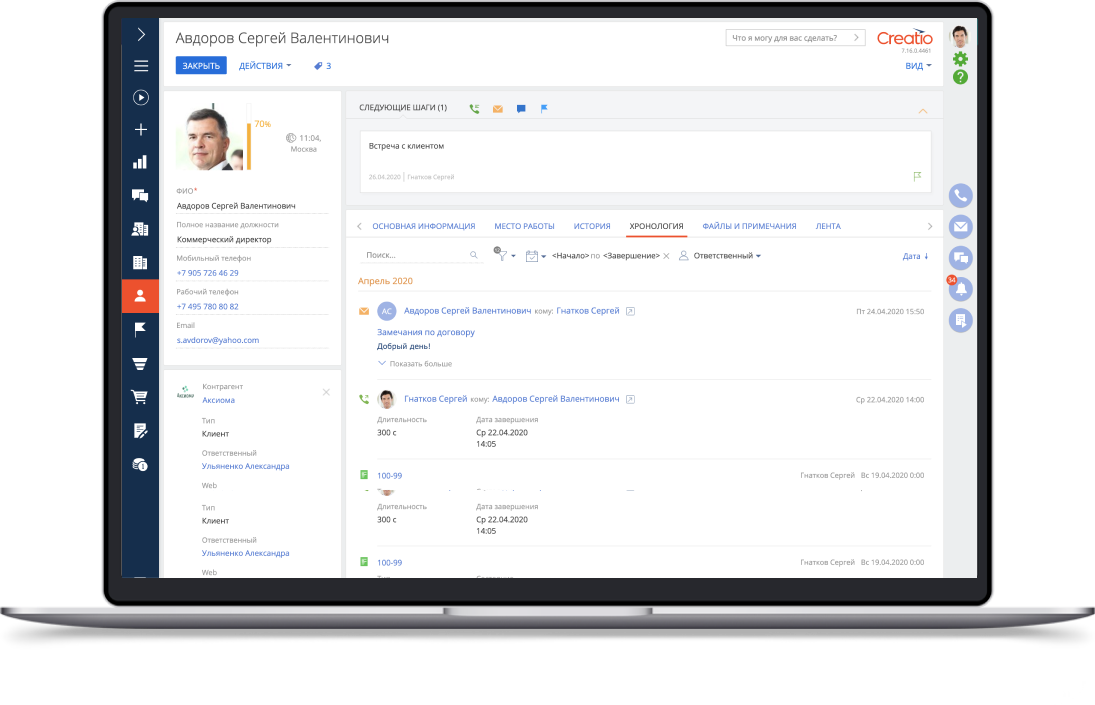 Авдоров Сергей Валентинович
Что я могу для вас сделать?
Creatio
7.16.0.4461
ЗАКРЫТЬ
ДЕЙСТВИЯ
3
ВИД
70%
11:04,
Москва
ФИО*
Авдоров Сергей Валентинович
Полное название должности
Коммерческий директор
Мобильный телефон
+7 905 726 46 29
Рабочий телефон
+7 495 780 80 82
Email
s.avdorov@yahoo.com
Аксиома
Контрагент
Аксиома
Тип
Клиент
Ответственный
Ульяненко Александра
Web
Тип
Клиент
Ответственный
Ульяненко Александра
Web
1
СЛЕДУЮЩИЕ ШАГИ (1)
Встреча с клиентом
26.04.2020 | Гнатков Сергей
ОСНОВНАЯ ИНФОРМАЦИЯ
МЕСТО РАБОТЫ
ИСТОРИЯ
ХРОНОЛОГИЯ
ФАЙЛЫ И ПРИМЕЧАНИЯ
ЛЕНТА
Поиск...
<Начало> по <Завершение>
Ответственный
Дата
Апрель 2020
АС
Авдоров Сергей Валентинович кому: Гнатков Сергей
Пт 24.04.2020 15:50
Замечания по договору
Добрый день!
Показать больше
Гнатков Сергей кому: Авдоров Сергей Валентинович
Ср 22.04.2020 14:00
Длительность Дата завершения
300 с Ср 22.04.2020
14:05
100-99
Гнатков Сергей Вс 19.04.2020 0:00
Длительность Дата завершения
300 с Ср 22.04.2020
14:05
100-99
Гнатков Сергей Вс 19.04.2020 0:00
34
?